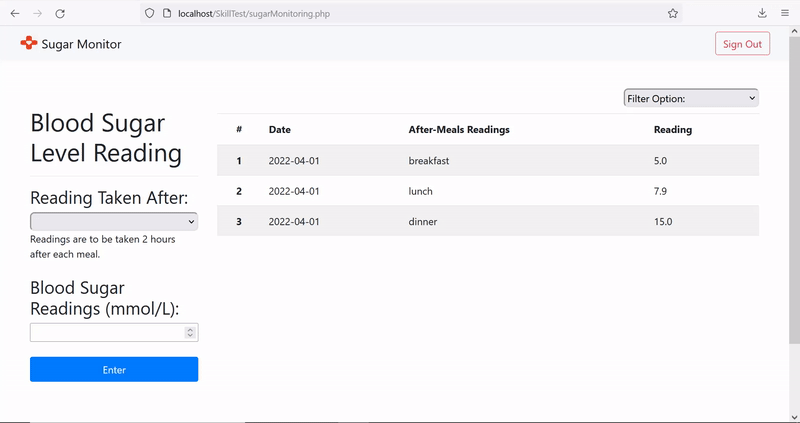 localhost/SkillTest/sugarMonitoring.php
Sugar Monitor
Sign Out
Filter Option:
Blood Sugar
Level Reading
Reading Taken After:
Readings are to be taken 2 hours
after each meal.
Blood Sugar
Readings (mmol/L):
Enter
# Date After-Meals Readings Reading
1 2022-04-01 breakfast 5.0
2 2022-04-01 lunch 7.9
3 2022-04-01 dinner 15.0